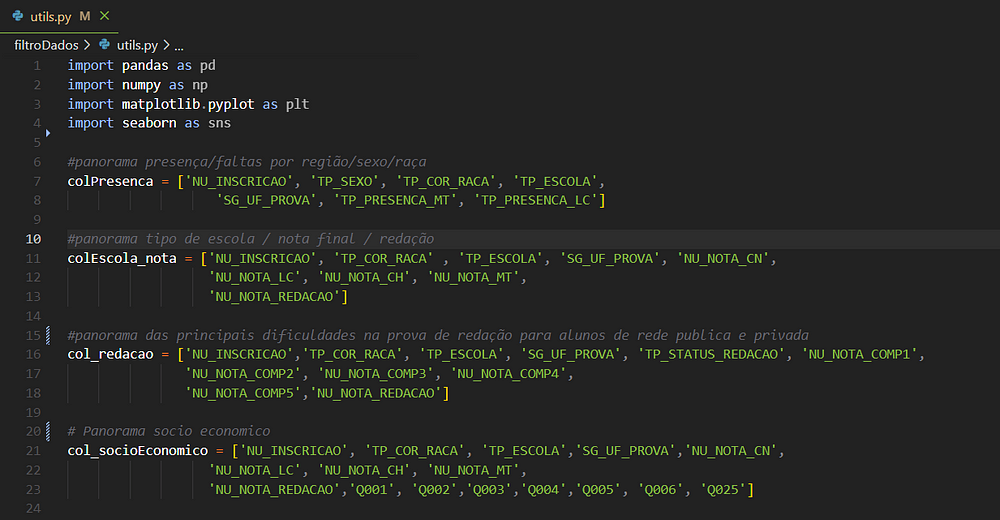 utils.py M ×
filtroDados > utils.py > ...
1 import pandas as pd
2 import numpy as np
3 import matplotlib.pyplot as plt
4 import seaborn as sns
5
6 #panorama presença/faltas por região/sexo/raça
7 colPresenca = ['NU_INSCRICAO', 'TP_SEXO', 'TP_COR_RACA', 'TP_ESCOLA',
8 'SG_UF_PROVA', 'TP_PRESENCA_MT', 'TP_PRESENCA_LC']
9
10 #panorama tipo de escola / nota final / redação
11 colEscola_nota = ['NU_INSCRICAO', 'TP_COR_RACA' , 'TP_ESCOLA', 'SG_UF_PROVA', 'NU_NOTA_CN',
12 'NU_NOTA_LC', 'NU_NOTA_CH', 'NU_NOTA_MT',
13 'NU_NOTA_REDACAO']
14
15 #panorama das principais dificuldades na prova de redação para alunos de rede publica e privada
16 col_redacao = ['NU_INSCRICAO','TP_COR_RACA', 'TP_ESCOLA', 'SG_UF_PROVA', 'TP_STATUS_REDACAO', 'NU_NOTA_COMP1',
17 'NU_NOTA_COMP2', 'NU_NOTA_COMP3', 'NU_NOTA_COMP4',
18 'NU_NOTA_COMP5','NU_NOTA_REDACAO']
19
20 # Panorama socio economico
21 col_socioEconomico = ['NU_INSCRICAO', 'TP_COR_RACA', 'TP_ESCOLA','SG_UF_PROVA','NU_NOTA_CN',
22 'NU_NOTA_LC', 'NU_NOTA_CH', 'NU_NOTA_MT',
23 'NU_NOTA_REDACAO','Q001', 'Q002','Q003','Q004','Q005', 'Q006', 'Q025']
24